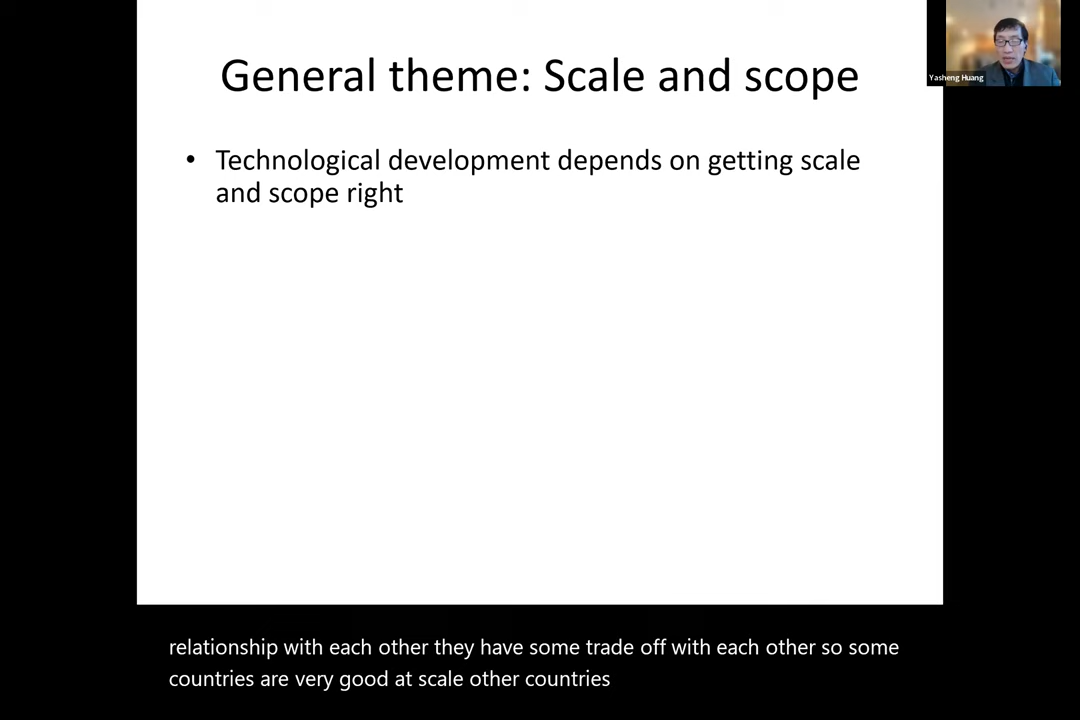 General theme: Scale and scope
Yasheng Huang
• Technological development depends on getting scale
and scope right
relationship with each other they have some trade off with each other so some
countries are very good at scale other countries